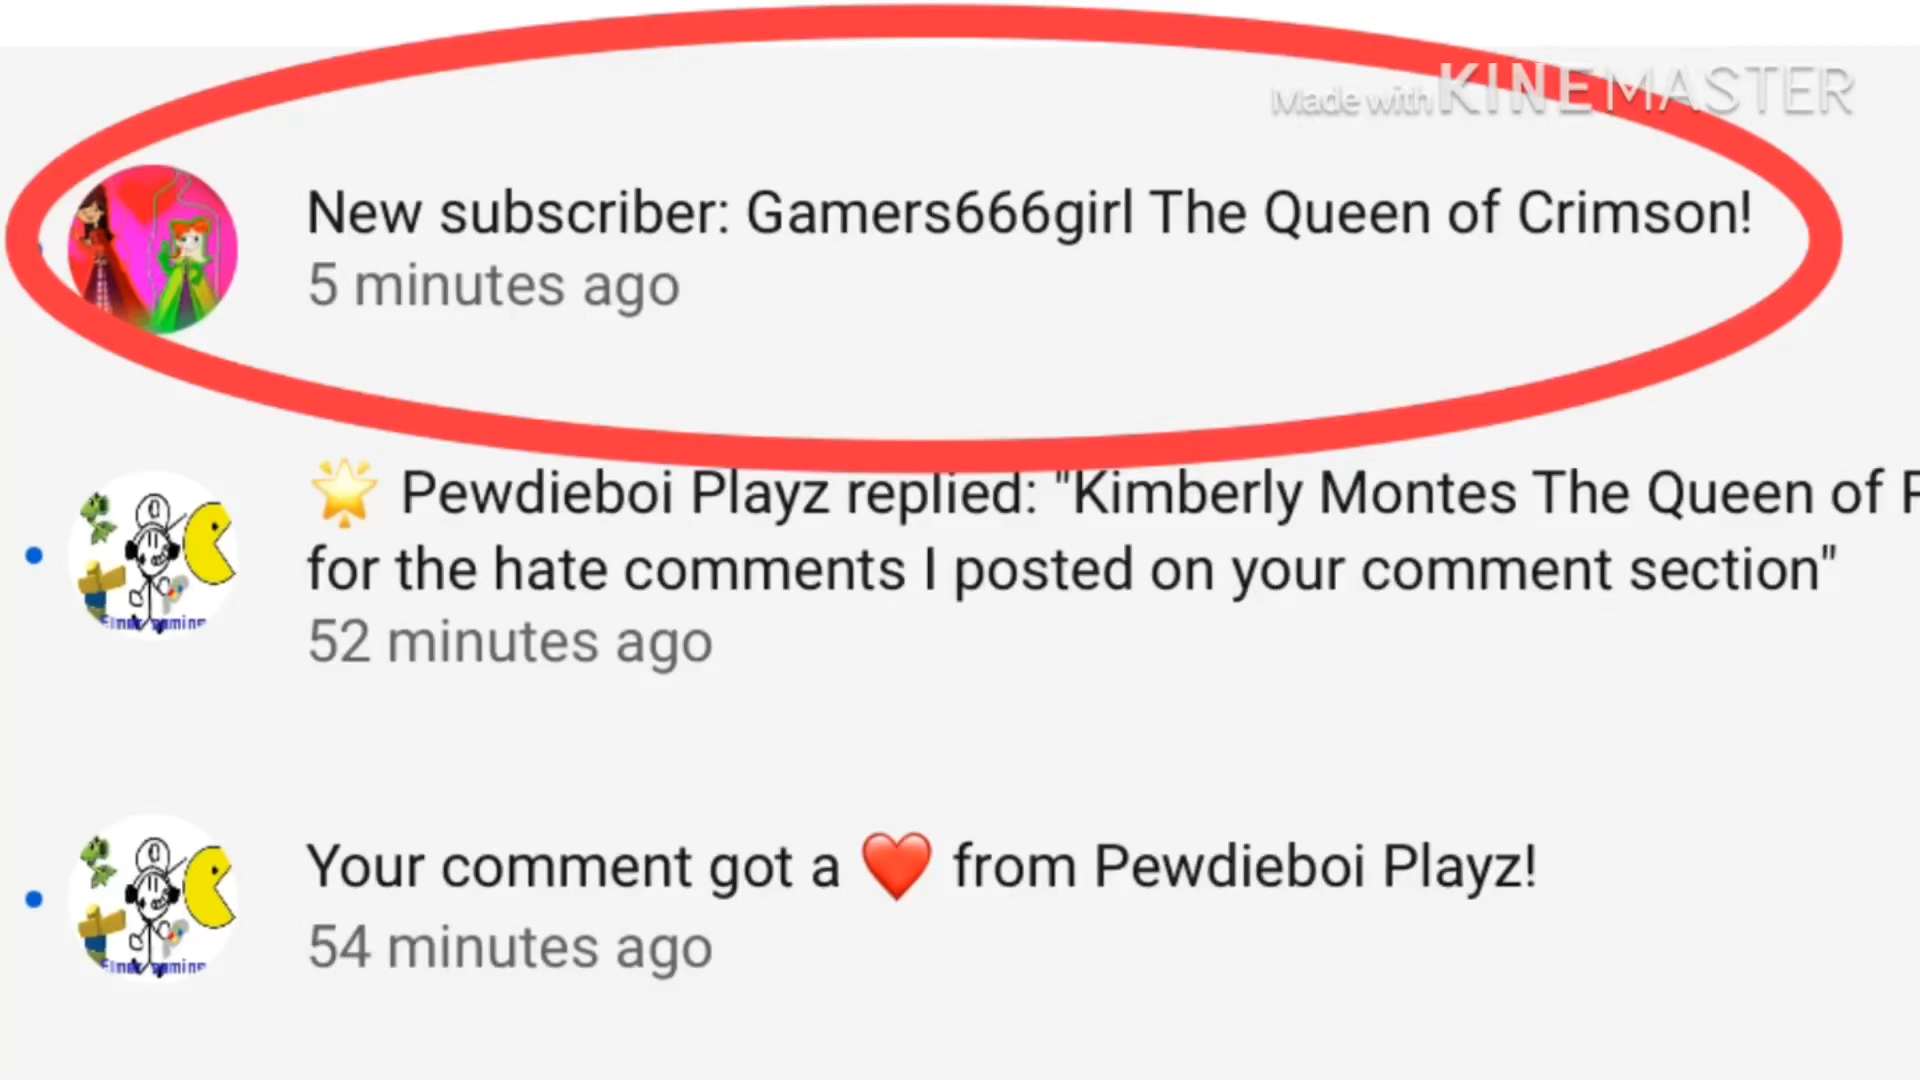 Made with KINEMASTER
New subscriber: Gamers666girl The Queen of Crimson!
5 minutes ago
🌟 Pewdieboi Playz replied: "Kimberly Montes The Queen of
for the hate comments I posted on your comment section"
52 minutes ago
Your comment got a ❤️ from Pewdieboi Playz!
54 minutes ago